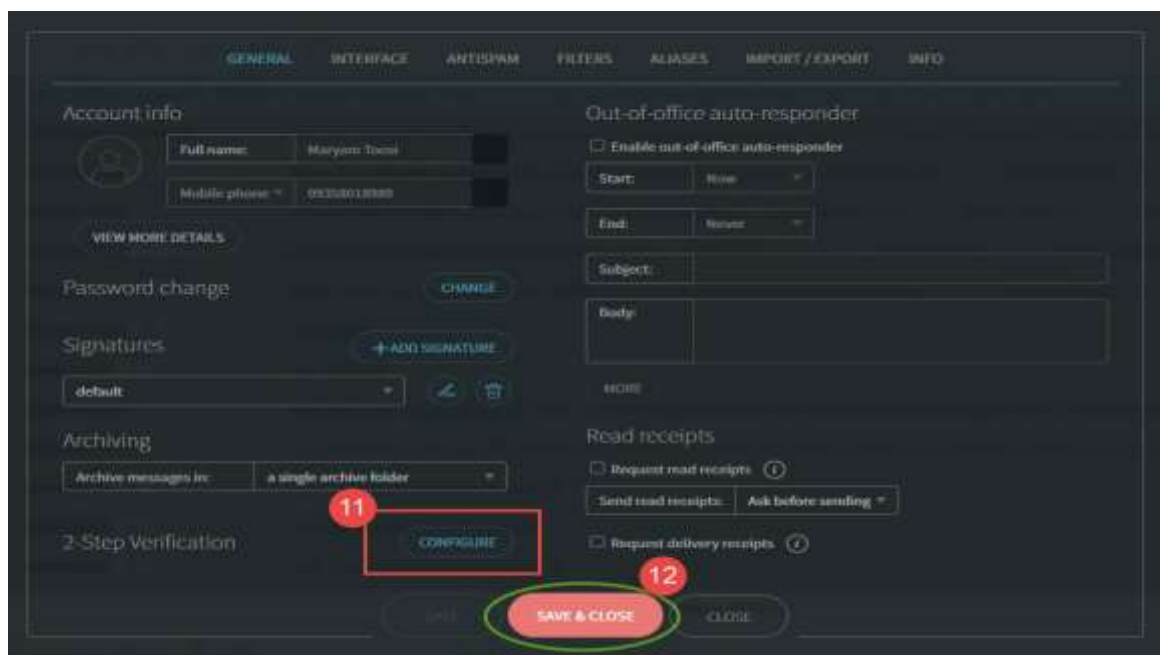 GENERAL INTERFACE ANTISPAM FILTERS ALIASES IMPORT / EXPORT INFO
Account info
Full name: Maryam
Mobile phone
VIEW MORE DETAILS
Password change CHANGE
Signatures + ADD SIGNATURE
default
Archiving
Archive messages in: a single archive folder
11
2-Step Verification CONFIGURE
Out-of-office auto-responder
Enable out-of-office auto-responder
Start: Now
End: Never
Subject:
Body:
MORE
Read receipts
Request read receipts i
Send read receipts: Ask before sending
Request delivery receipts i
12
SAVE SAVE & CLOSE CLOSE